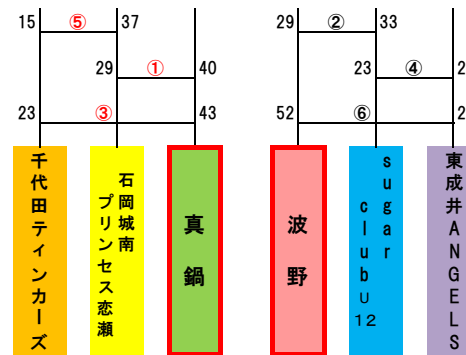 15 ⑤ 37
29 ① 40
23 ③ 43
29 ② 33
23 ④ 2
52 ⑥ 2
千代田ティンカーズ
石岡城南
プリンセス恋瀬
真鍋
波野
sugar
club U12
東成井ANGELS